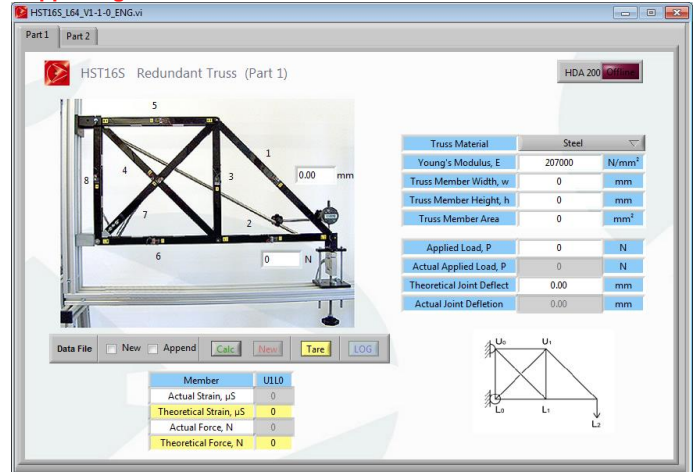 HST16S_L64_V1-1-0_ENG.vi
Part 1 Part 2
HST16S Redundant Truss (Part 1)
HDA 200 Offline
5
1
4
3
8
0.00 mm
7
2
6
0 N
Truss Material Steel
Young's Modulus, E 207000 N/mm²
Truss Member Width, w 0 mm
Truss Member Height, h 0 mm
Truss Member Area 0 mm²
Applied Load, P 0 N
Actual Applied Load, P 0 N
Theoretical Joint Deflect 0.00 mm
Actual Joint Defletion 0.00 mm
Data File New Append Calc New Tare LOG
Member U1L0
Actual Strain, µS 0
Theoretical Strain, µS 0
Actual Force, N 0
Theoretical Force, N 0
U₀ U₁
L₀ L₁ L₂